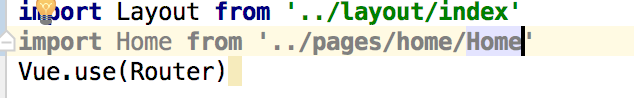 import Layout from '../layout/index'
import Home from '../pages/home/Home'
Vue.use(Router)